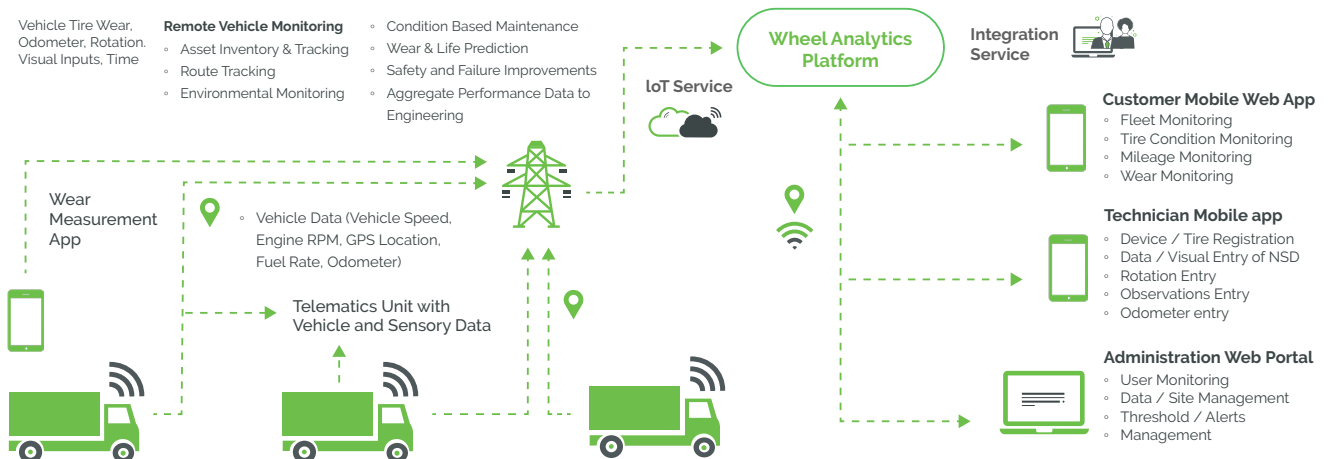 Vehicle Tire Wear,
Odometer, Rotation.
Visual Inputs, Time
Remote Vehicle Monitoring
◦ Asset Inventory & Tracking
◦ Route Tracking
◦ Environmental Monitoring
◦ Condition Based Maintenance
◦ Wear & Life Prediction
◦ Safety and Failure Improvements
◦ Aggregate Performance Data to
Engineering
IoT Service
Wheel Analytics
Platform
Integration
Service
Wear
Measurement
App
◦ Vehicle Data (Vehicle Speed,
Engine RPM, GPS Location,
Fuel Rate, Odometer)
Telematics Unit with
Vehicle and Sensory Data
Customer Mobile Web App
◦ Fleet Monitoring
◦ Tire Condition Monitoring
◦ Mileage Monitoring
◦ Wear Monitoring
Technician Mobile app
◦ Device / Tire Registration
◦ Data / Visual Entry of NSD
◦ Rotation Entry
◦ Observations Entry
◦ Odometer entry
Administration Web Portal
◦ User Monitoring
◦ Data / Site Management
◦ Threshold / Alerts
◦ Management